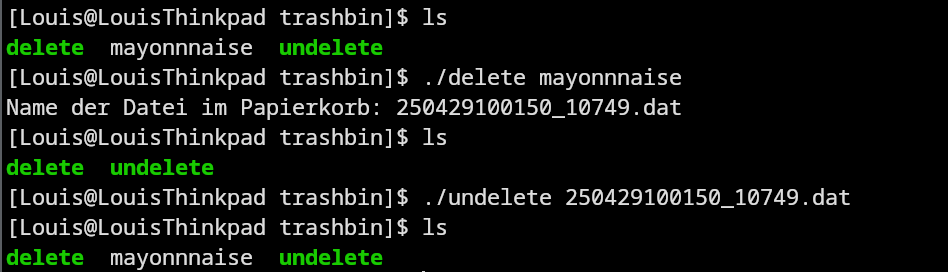 [Louis@LouisThinkpad trashbin]$ ls
delete  mayonnnaise  undelete
[Louis@LouisThinkpad trashbin]$ ./delete mayonnnaise
Name der Datei im Papierkorb: 250429100150_10749.dat
[Louis@LouisThinkpad trashbin]$ ls
delete  undelete
[Louis@LouisThinkpad trashbin]$ ./undelete 250429100150_10749.dat
[Louis@LouisThinkpad trashbin]$ ls
delete  mayonnnaise  undelete